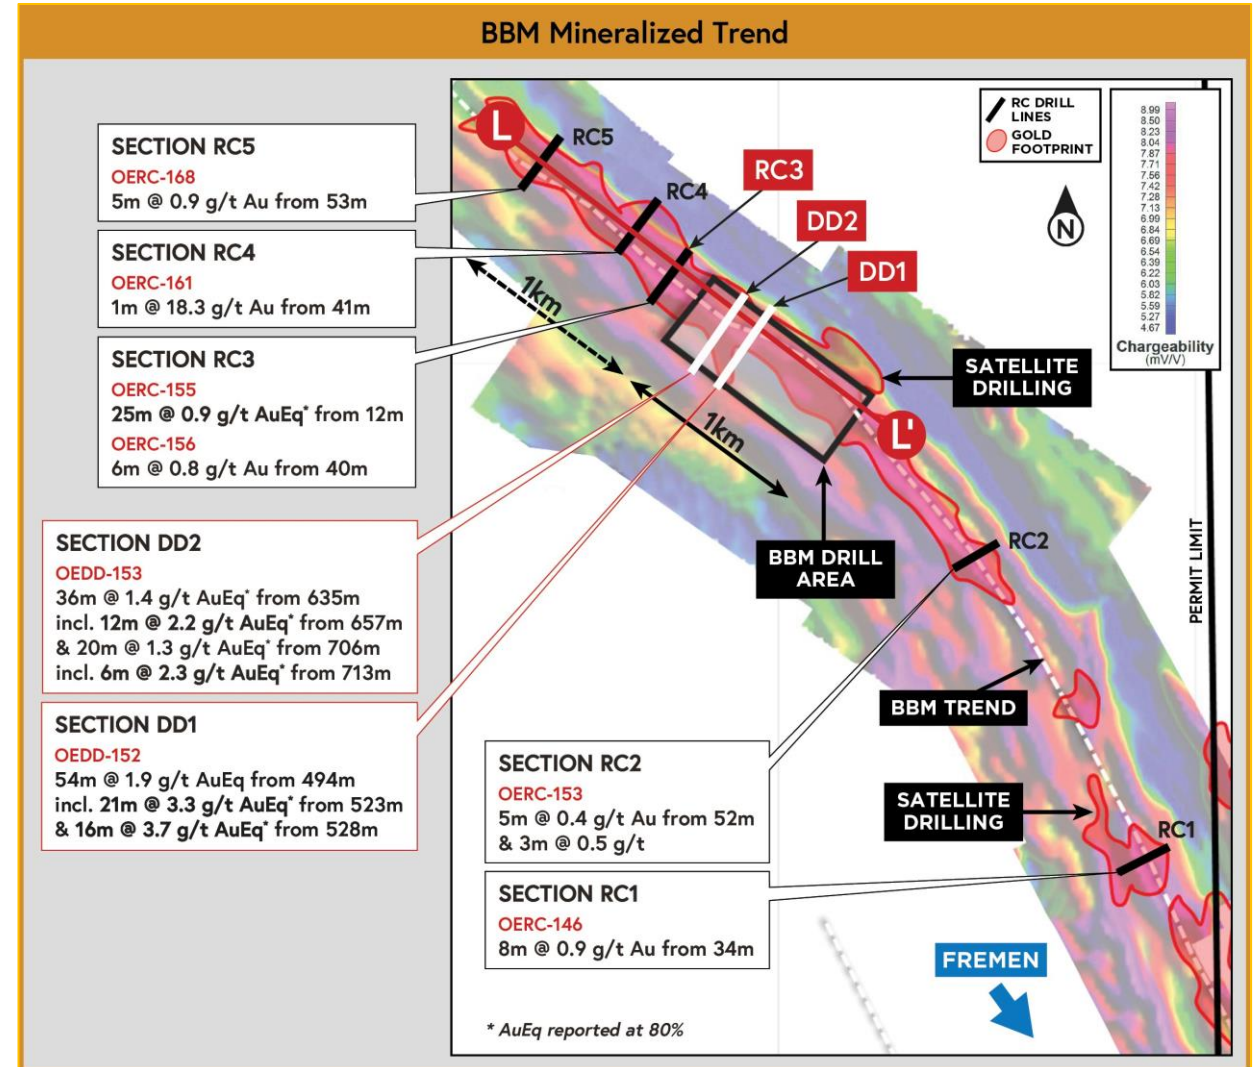 BBM Mineralized Trend
SECTION RC5
OERC-168
5m @ 0.9 g/t Au from 53m
SECTION RC4
OERC-161
1m @ 18.3 g/t Au from 41m
SECTION RC3
OERC-155
25m @ 0.9 g/t AuEq* from 12m
OERC-156
6m @ 0.8 g/t Au from 40m
SECTION DD2
OEDD-153
36m @ 1.4 g/t AuEq* from 635m
incl. 12m @ 2.2 g/t AuEq* from 657m
& 20m @ 1.3 g/t AuEq* from 706m
incl. 6m @ 2.3 g/t AuEq* from 713m
SECTION DD1
OEDD-152
54m @ 1.9 g/t AuEq from 494m
incl. 21m @ 3.3 g/t AuEq* from 523m
& 16m @ 3.7 g/t AuEq* from 528m
SECTION RC2
OERC-153
5m @ 0.4 g/t Au from 52m
& 3m @ 0.5 g/t
SECTION RC1
OERC-146
8m @ 0.9 g/t Au from 34m
* AuEq reported at 80%
L
RC5
RC4
RC3
DD2
DD1
1km
1km
L'
SATELLITE
DRILLING
BBM DRILL
AREA
RC2
BBM TREND
SATELLITE
DRILLING
RC1
FREMEN
PERMIT LIMIT
RC DRILL
LINES
GOLD
FOOTPRINT
N
8.99
8.50
8.23
8.04
7.87
7.71
7.56
7.42
7.28
7.13
6.99
6.84
6.69
6.54
6.39
6.22
6.03
5.82
5.59
5.27
4.67
Chargeability
(mV/V)